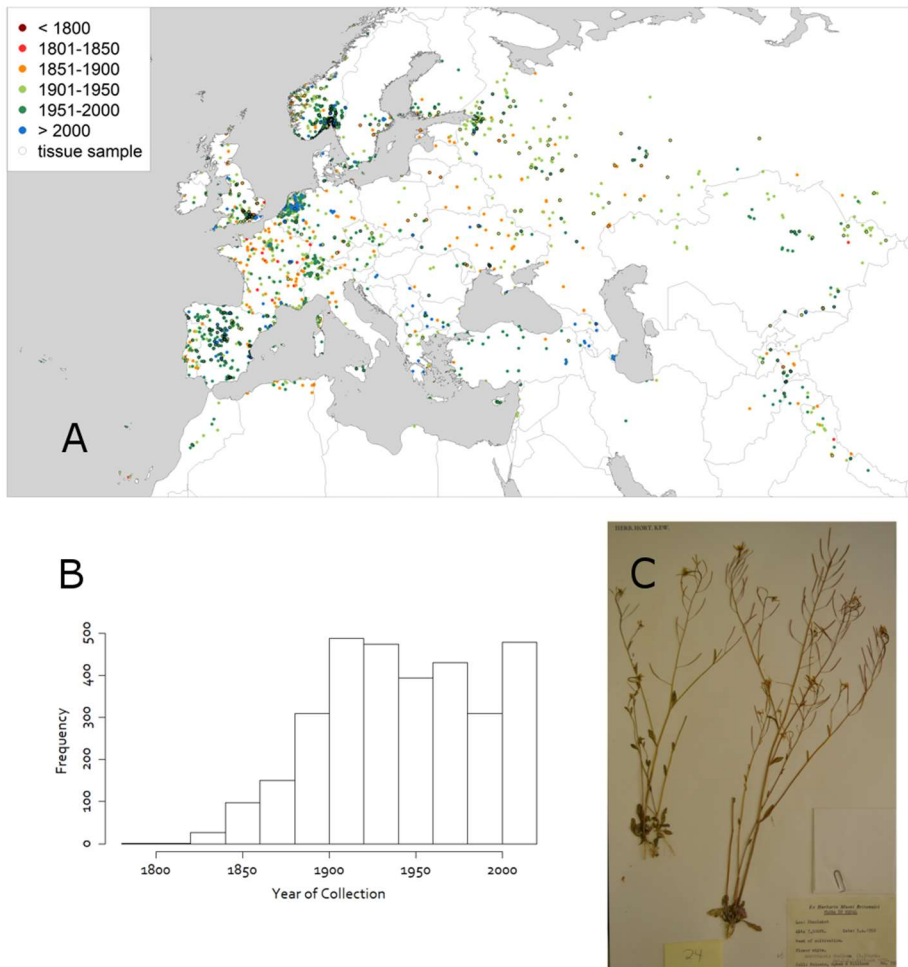 < 1800
1801-1850
1851-1900
1901-1950
1951-2000
> 2000
tissue sample
A
B
Frequency
0 100 200 300 400 500
1800 1850 1900 1950 2000
Year of Collection
HERB. HORT. KEW.
C
24